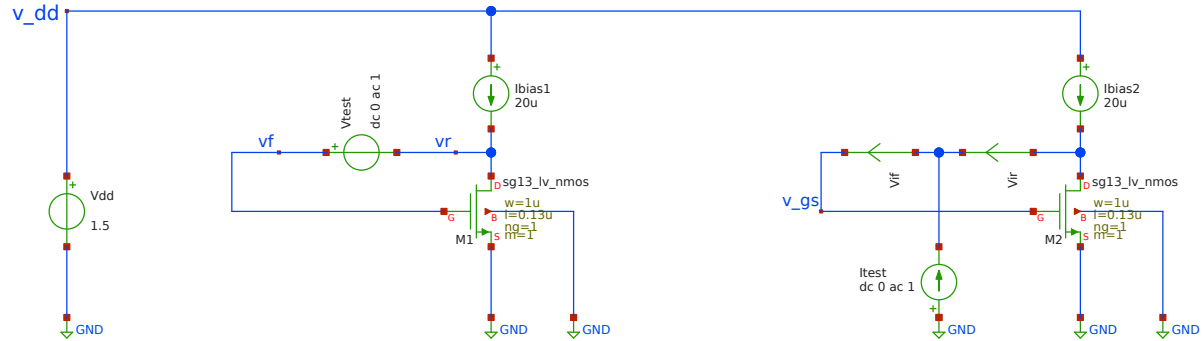 v_dd
+
Ibias1
20u
+
Ibias2
20u
Vtest
dc 0 ac 1
vf
+
vr
Vif
Vir
+
Vdd
1.5
D
sg13_lv_nmos
w=1u
l=0.13u
ng=1
m=1
G
B
S
M1
v_gs
D
sg13_lv_nmos
w=1u
l=0.13u
ng=1
m=1
G
B
S
M2
Itest
dc 0 ac 1
+
GND
GND
GND
GND
GND
GND